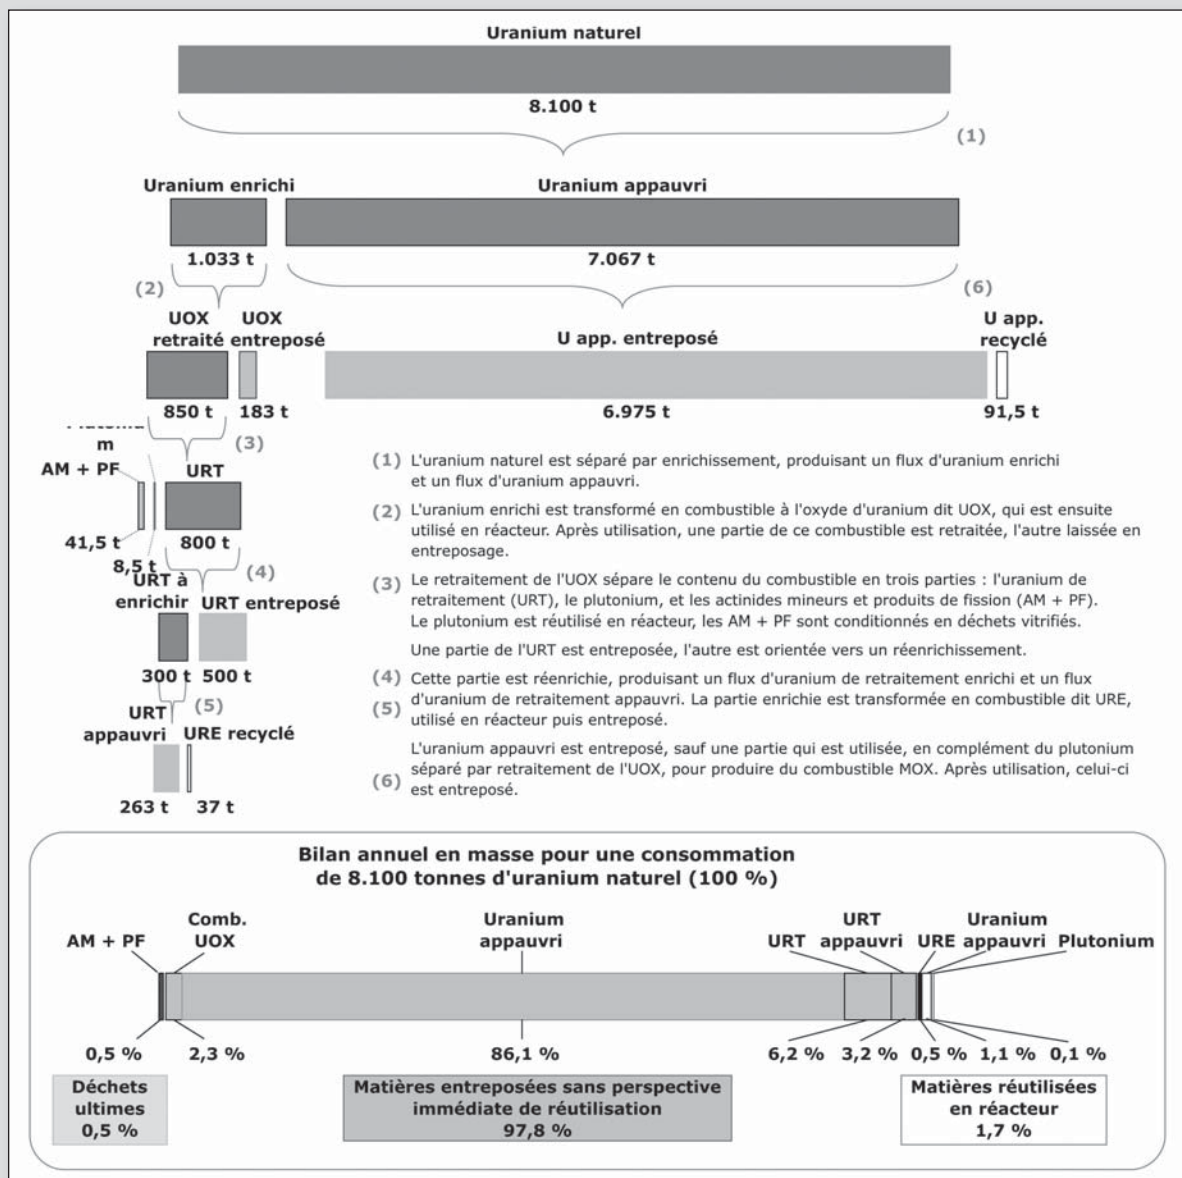 Uranium naturel
8.100 t
(1)
Uranium enrichi
Uranium appauvri
1.033 t
7.067 t
(2)
(6)
UOX
retraité
UOX
entreposé
U app. entreposé
U app.
recyclé
850 t
183 t
6.975 t
91,5 t
m
(3)
AM + PF
URT
41,5 t
8,5 t
800 t
(4)
URT à
enrichir
URT entreposé
300 t
500 t
(5)
URT
appauvri
URE recyclé
263 t
37 t
(1) L'uranium naturel est séparé par enrichissement, produisant un flux d'uranium enrichi
et un flux d'uranium appauvri.
(2) L'uranium enrichi est transformé en combustible à l'oxyde d'uranium dit UOX, qui est ensuite
utilisé en réacteur. Après utilisation, une partie de ce combustible est retraitée, l'autre laissée en
entreposage.
(3) Le retraitement de l'UOX sépare le contenu du combustible en trois parties : l'uranium de
retraitement (URT), le plutonium, et les actinides mineurs et produits de fission (AM + PF).
Le plutonium est réutilisé en réacteur, les AM + PF sont conditionnés en déchets vitrifiés.
Une partie de l'URT est entreposée, l'autre est orientée vers un réenrichissement.
(4) Cette partie est réenrichie, produisant un flux d'uranium de retraitement enrichi et un flux
(5) d'uranium de retraitement appauvri. La partie enrichie est transformée en combustible dit URE,
utilisé en réacteur puis entreposé.
L'uranium appauvri est entreposé, sauf une partie qui est utilisée, en complément du plutonium
(6) séparé par retraitement de l'UOX, pour produire du combustible MOX. Après utilisation, celui-ci
est entreposé.
Bilan annuel en masse pour une consommation
de 8.100 tonnes d'uranium naturel (100 %)
AM + PF
Comb.
UOX
Uranium
appauvri
URT
URT
appauvri
URE
Uranium
appauvri
Plutonium
0,5 %
2,3 %
86,1 %
6,2 %
3,2 %
0,5 %
1,1 %
0,1 %
Déchets
ultimes
0,5 %
Matières entreposées sans perspective
immédiate de réutilisation
97,8 %
Matières réutilisées
en réacteur
1,7 %